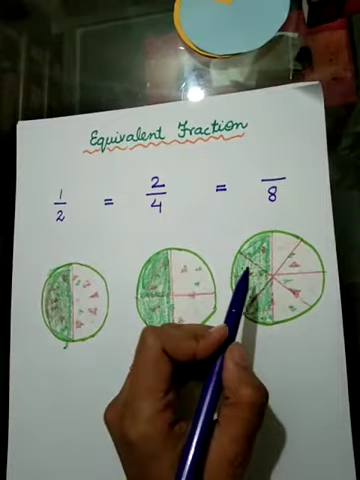 Equivalent Fraction
1/2 = 2/4 = /8